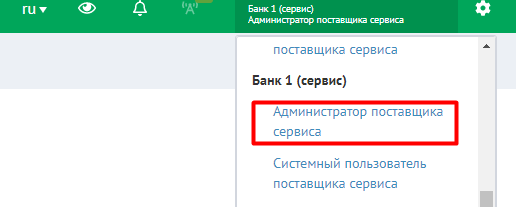 ru
Банк 1 (сервис)
Администратор поставщика сервиса
поставщика сервиса
Банк 1 (сервис)
Администратор поставщика
сервиса
Системный пользователь
поставщика сервиса